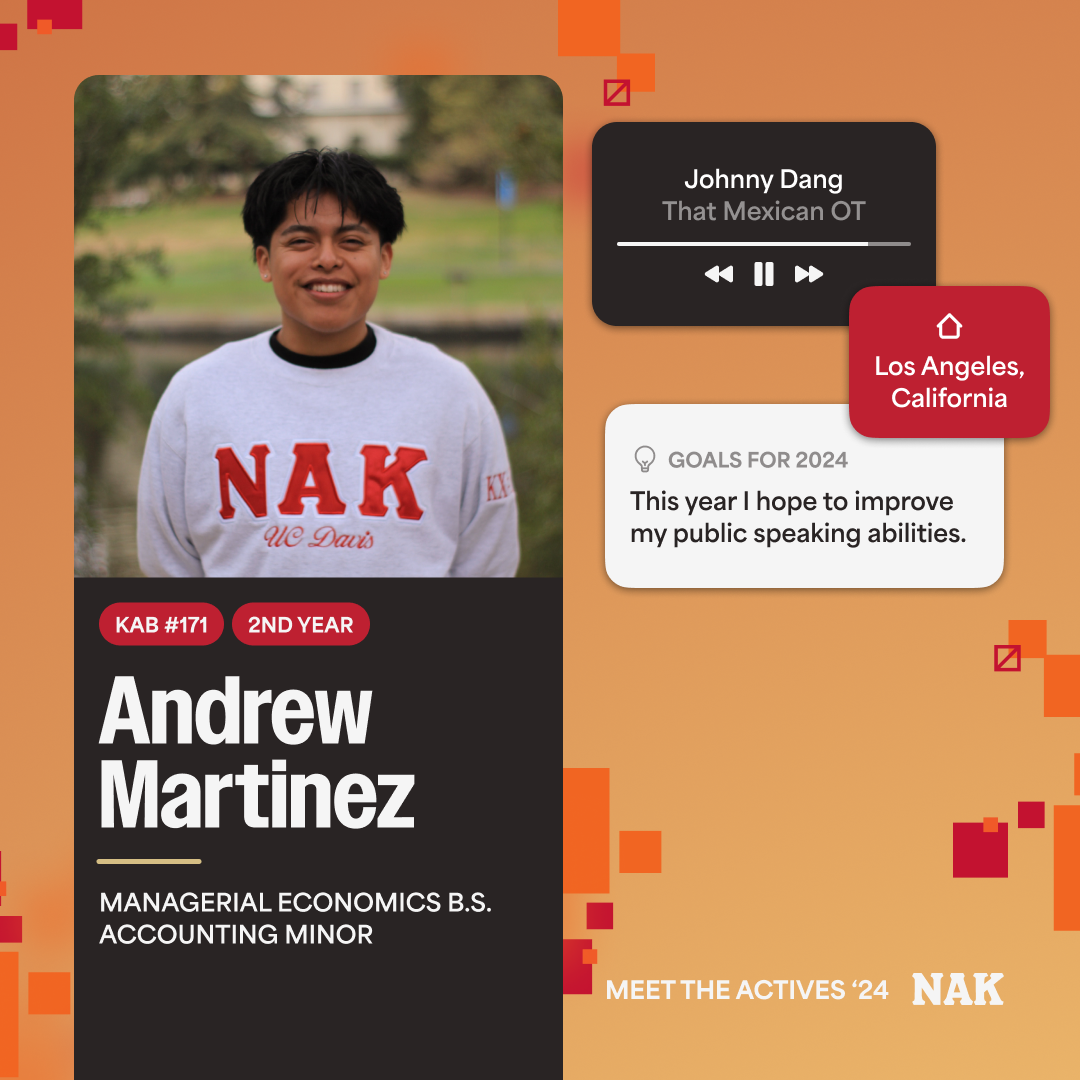 NAK
UC Davis
KAB #171
2ND YEAR
Andrew
Martinez
MANAGERIAL ECONOMICS B.S.
ACCOUNTING MINOR
Johnny Dang
That Mexican OT
Los Angeles,
California
GOALS FOR 2024
This year I hope to improve
my public speaking abilities.
MEET THE ACTIVES ‘24
NAK